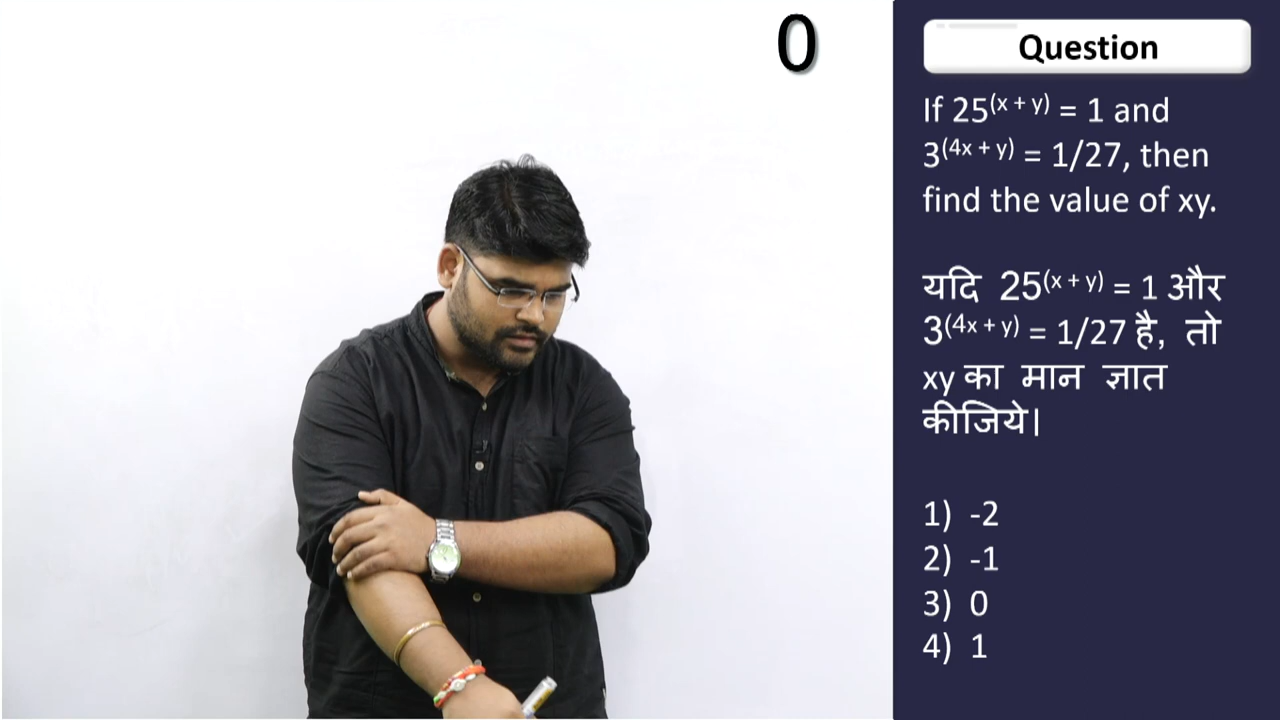 0
Question
If 25^(x + y) = 1 and
3^(4x + y) = 1/27, then
find the value of xy.
यदि 25^(x + y) = 1 और
3^(4x + y) = 1/27 है, तो
xy का मान ज्ञात
कीजिये।
1) -2
2) -1
3) 0
4) 1